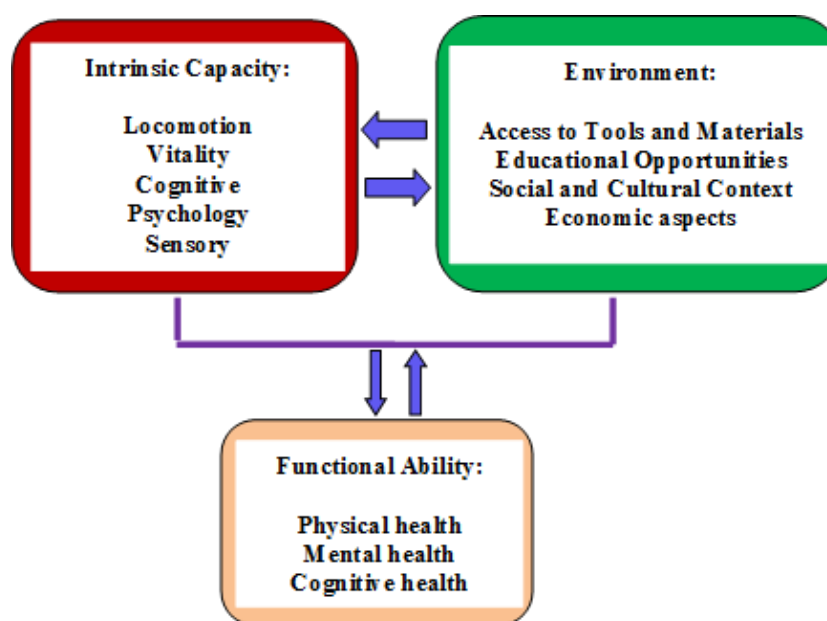 Intrinsic Capacity:
Locomotion
Vitality
Cognitive
Psychology
Sensory
Environment:
Access to Tools and Materials
Educational Opportunities
Social and Cultural Context
Economic aspects
Functional Ability:
Physical health
Mental health
Cognitive health